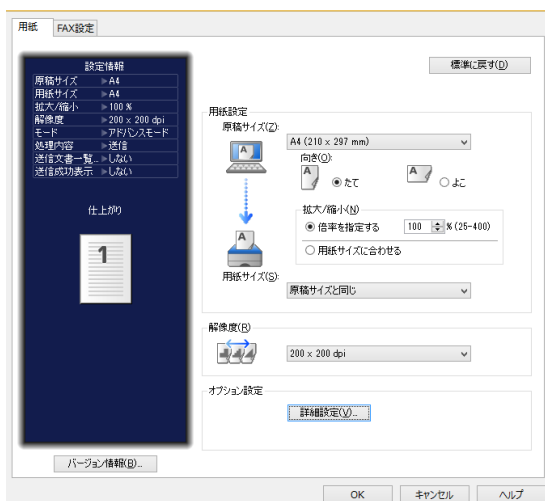 用紙 FAX設定
設定情報
原稿サイズ ▶A4
用紙サイズ ▶A4
拡大/縮小 ▶100 %
解像度 ▶200 x 200 dpi
モード ▶アドバンスモード
処理内容 ▶送信
送信文書一覧... ▶しない
送信成功表示 ▶しない
仕上がり
1
バージョン情報(B)...
標準に戻す(D)
用紙設定
原稿サイズ(Z):
A4 (210 x 297 mm)
向き(O):
A
たて
A
よこ
A
拡大/縮小(N)
倍率を指定する 100 % (25-400)
用紙サイズに合わせる
A
用紙サイズ(S):
原稿サイズと同じ
解像度(R)
200 x 200 dpi
オプション設定
詳細設定(V)...
OK キャンセル ヘルプ